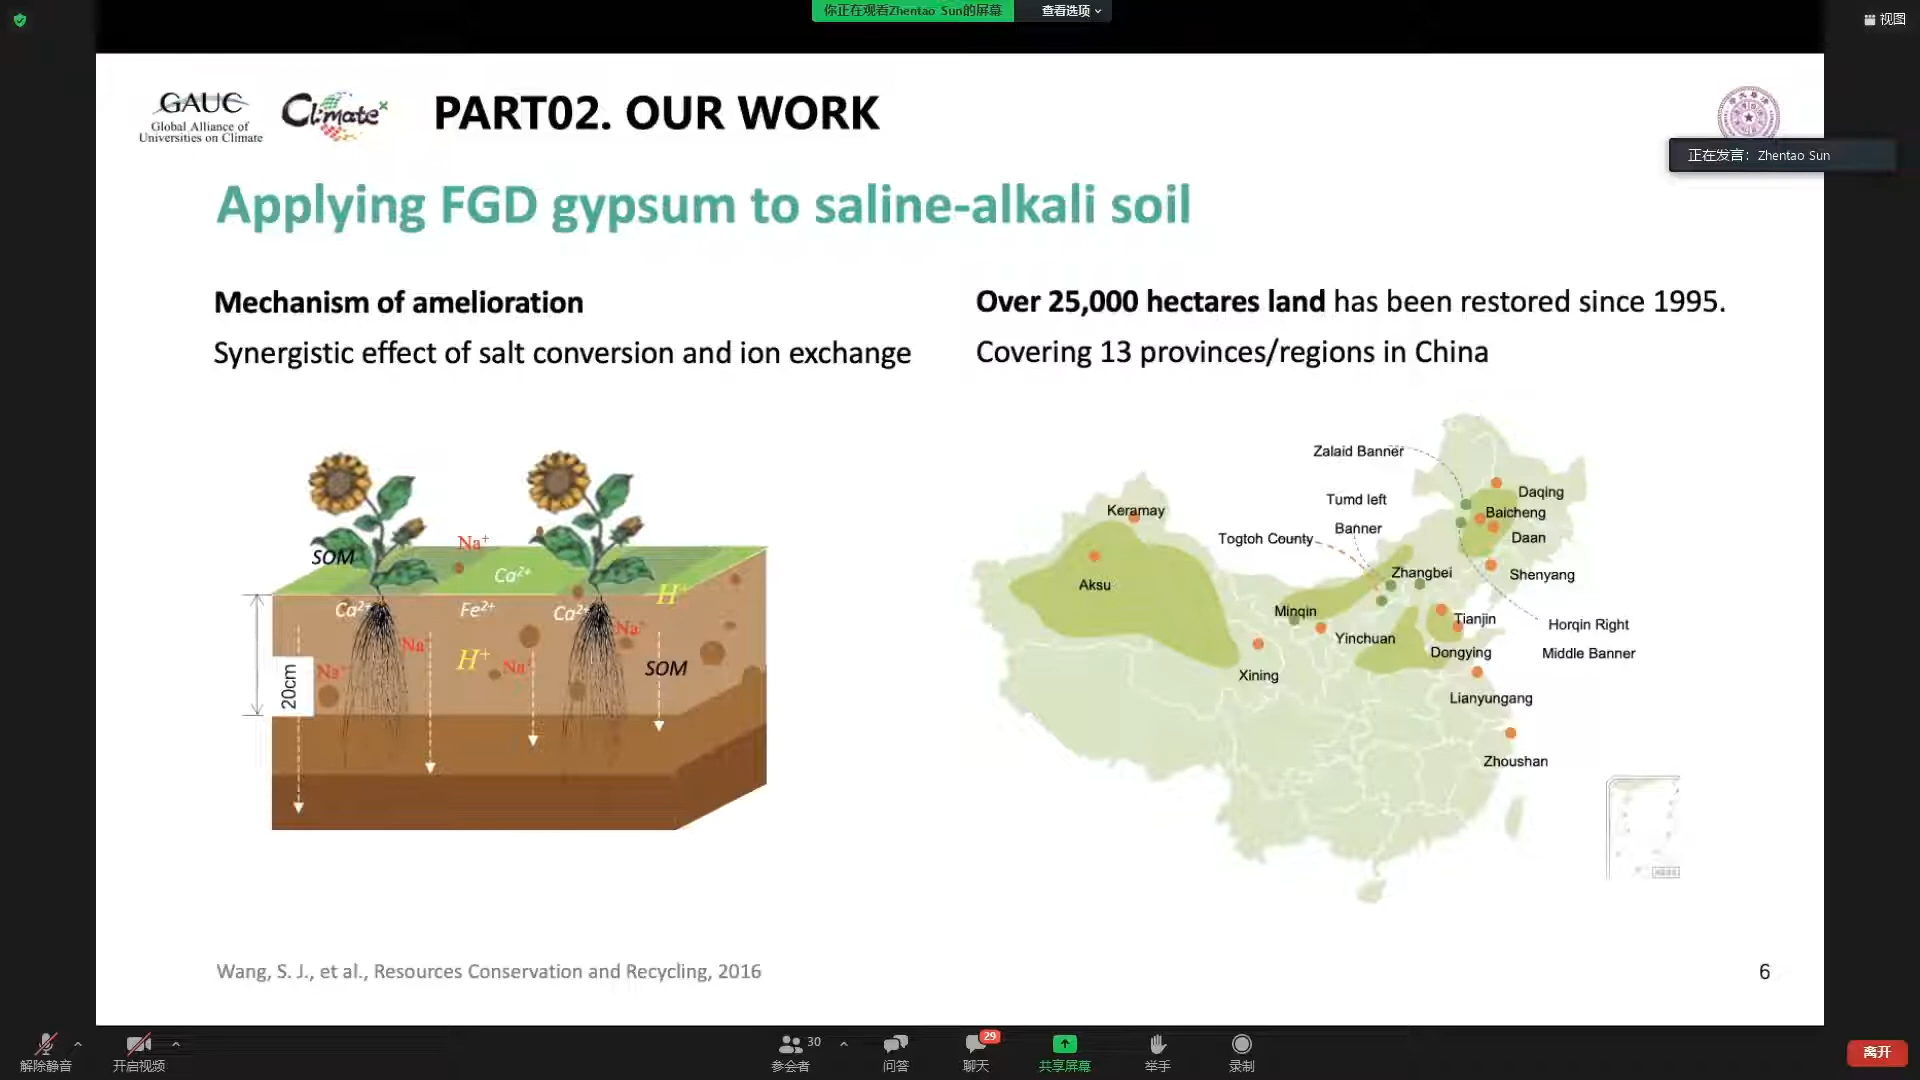 你正在观看Zhentao Sun的屏幕
查看选项
视图
GAUC
Global Alliance of
Universities on Climate
Climate x
PART02. OUR WORK
正在发言: Zhentao Sun
Applying FGD gypsum to saline-alkali soil
Mechanism of amelioration
Synergistic effect of salt conversion and ion exchange
Over 25,000 hectares land has been restored since 1995.
Covering 13 provinces/regions in China
SOM
Na⁺
Ca²⁺
H⁺
Ca²⁺
Fe²⁺
Ca²⁺
Na⁺
Na⁺
H⁺
Na⁺
Na⁺
SOM
20cm
Zalaid Banner
Daqing
Tumd left
Banner
Keramay
Baicheng
Togtoh County
Daan
Zhangbei
Shenyang
Aksu
Minqin
Tianjin
Horqin Right
Middle Banner
Yinchuan
Dongying
Xining
Lianyungang
Zhoushan
Wang, S. J., et al., Resources Conservation and Recycling, 2016
6
解除静音
开启视频
30
参会者
问答
29
聊天
共享屏幕
举手
录制
离开